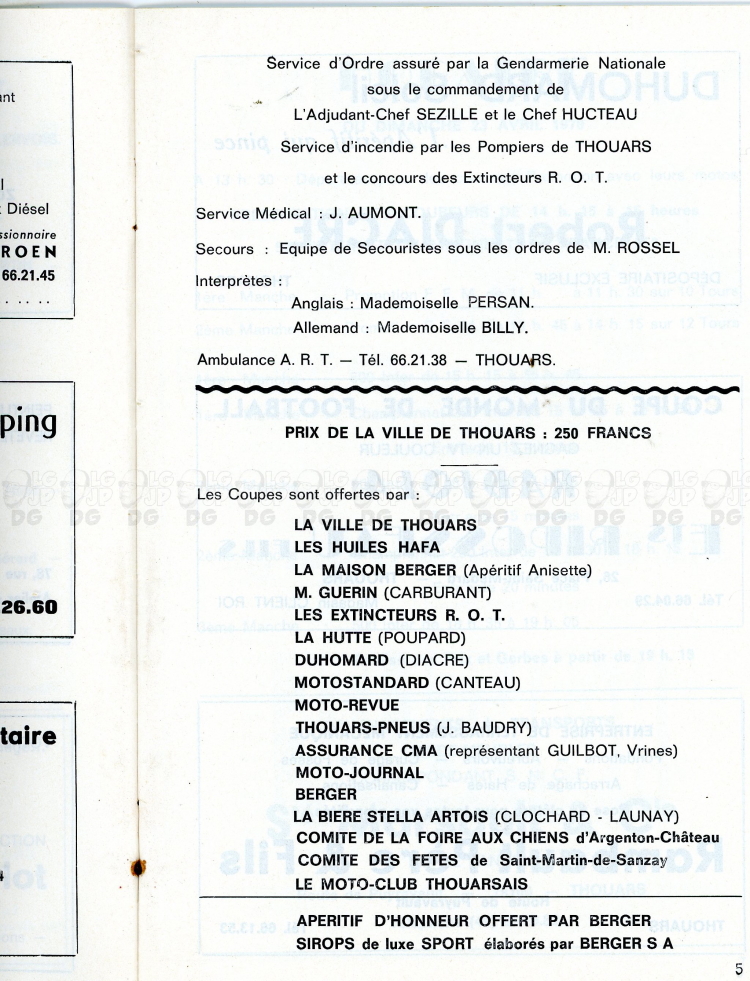 ant
l
Diésel
ssionnaire
ROEN
66.21.45
. . . . .
ping
26.60
taire
Service d'Ordre assuré par la Gendarmerie Nationale
sous le commandement de
L'Adjudant-Chef SEZILLE et le Chef HUCTEAU
Service d'incendie par les Pompiers de THOUARS
et le concours des Extincteurs R. O. T.
Service Médical : J. AUMONT.
Secours : Equipe de Secouristes sous les ordres de M. ROSSEL
Interprètes :
Anglais : Mademoiselle PERSAN.
Allemand : Mademoiselle BILLY.
Ambulance A. R. T. — Tél. 66.21.38 — THOUARS.
PRIX DE LA VILLE DE THOUARS : 250 FRANCS
Les Coupes sont offertes par :
LA VILLE DE THOUARS
LES HUILES HAFA
LA MAISON BERGER (Apéritif Anisette)
M. GUERIN (CARBURANT)
LES EXTINCTEURS R. O. T.
LA HUTTE (POUPARD)
DUHOMARD (DIACRE)
MOTOSTANDARD (CANTEAU)
MOTO-REVUE
THOUARS-PNEUS (J. BAUDRY)
ASSURANCE CMA (représentant GUILBOT, Vrines)
MOTO-JOURNAL
BERGER
LA BIERE STELLA ARTOIS (CLOCHARD - LAUNAY)
COMITE DE LA FOIRE AUX CHIENS d'Argenton-Château
COMITE DES FETES de Saint-Martin-de-Sanzay
LE MOTO-CLUB THOUARSAIS
APERITIF D'HONNEUR OFFERT PAR BERGER
SIROPS de luxe SPORT élaborés par BERGER S A
5